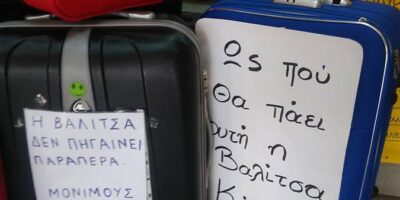 Η ΒΑΛΙΤΣΑ
ΔΕΝ ΠΗΓΑΙΝΕΙ
ΠΑΡΑΠΕΡΑ.
ΜΟΝΙΜΟΥΣ
Ως πού
Θα πάει
αυτή η
Βαλίτσα